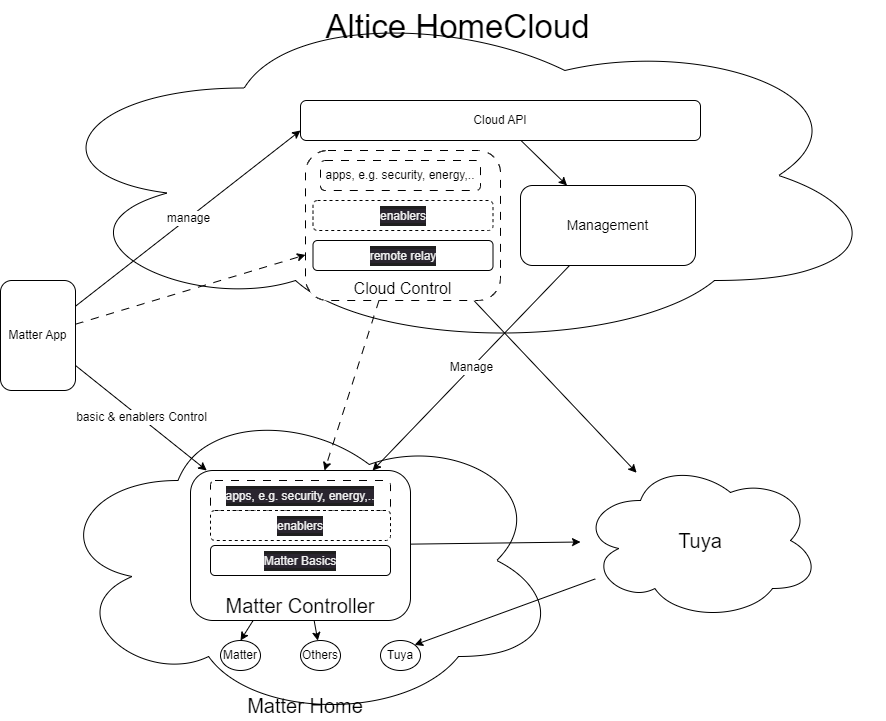 Altice HomeCloud
Cloud API
apps, e.g. security, energy,..
manage
enablers
Management
remote relay
Cloud Control
Matter App
Manage
basic & enablers Control
apps, e.g. security, energy,..
enablers
Tuya
Matter Basics
Matter Controller
Matter
Others
Tuya
Matter Home